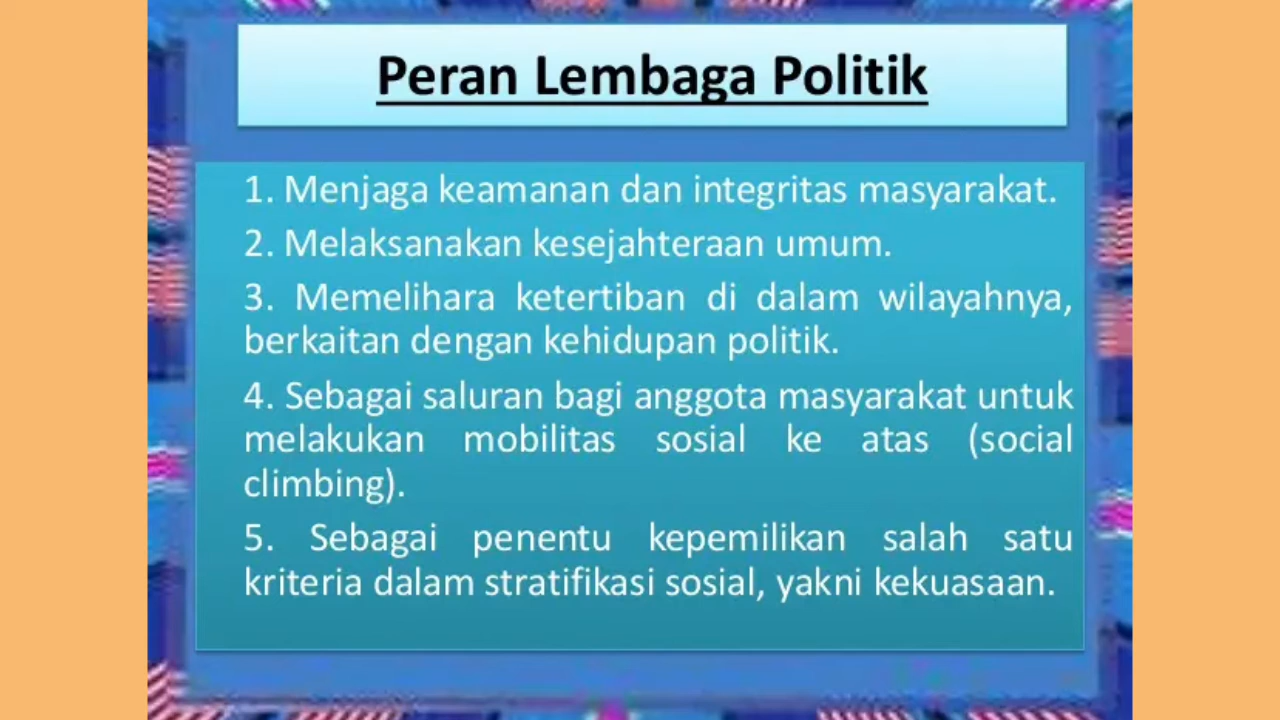 Peran Lembaga Politik
1. Menjaga keamanan dan integritas masyarakat.
2. Melaksanakan kesejahteraan umum.
3. Memelihara ketertiban di dalam wilayahnya,
berkaitan dengan kehidupan politik.
4. Sebagai saluran bagi anggota masyarakat untuk
melakukan mobilitas sosial ke atas (social
climbing).
5. Sebagai penentu kepemilikan salah satu
kriteria dalam stratifikasi sosial, yakni kekuasaan.